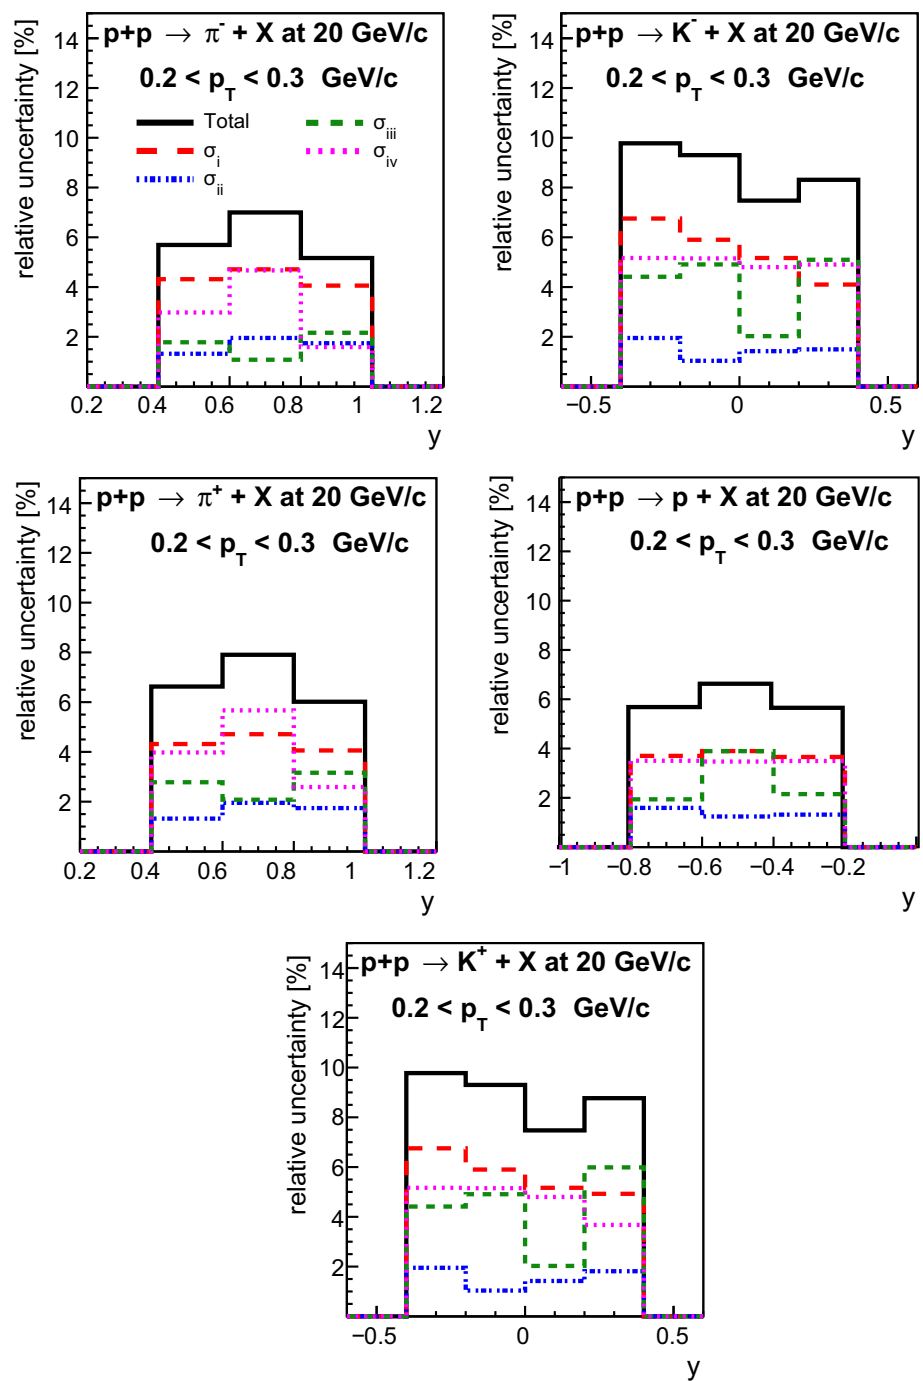 p+p → π⁻ + X at 20 GeV/c
0.2 < p_T < 0.3 GeV/c
Total
σ_i
σ_ii
σ_iii
σ_iv
relative uncertainty [%]
14
12
10
8
6
4
2
0.2 0.4 0.6 0.8 1 1.2
y
p+p → K⁻ + X at 20 GeV/c
0.2 < p_T < 0.3 GeV/c
relative uncertainty [%]
14
12
10
8
6
4
2
−0.5 0 0.5
y
p+p → π⁺ + X at 20 GeV/c
0.2 < p_T < 0.3 GeV/c
relative uncertainty [%]
14
12
10
8
6
4
2
0.2 0.4 0.6 0.8 1 1.2
y
p+p → p + X at 20 GeV/c
0.2 < p_T < 0.3 GeV/c
relative uncertainty [%]
14
12
10
8
6
4
2
−1 −0.8 −0.6 −0.4 −0.2
y
p+p → K⁺ + X at 20 GeV/c
0.2 < p_T < 0.3 GeV/c
relative uncertainty [%]
14
12
10
8
6
4
2
−0.5 0 0.5
y